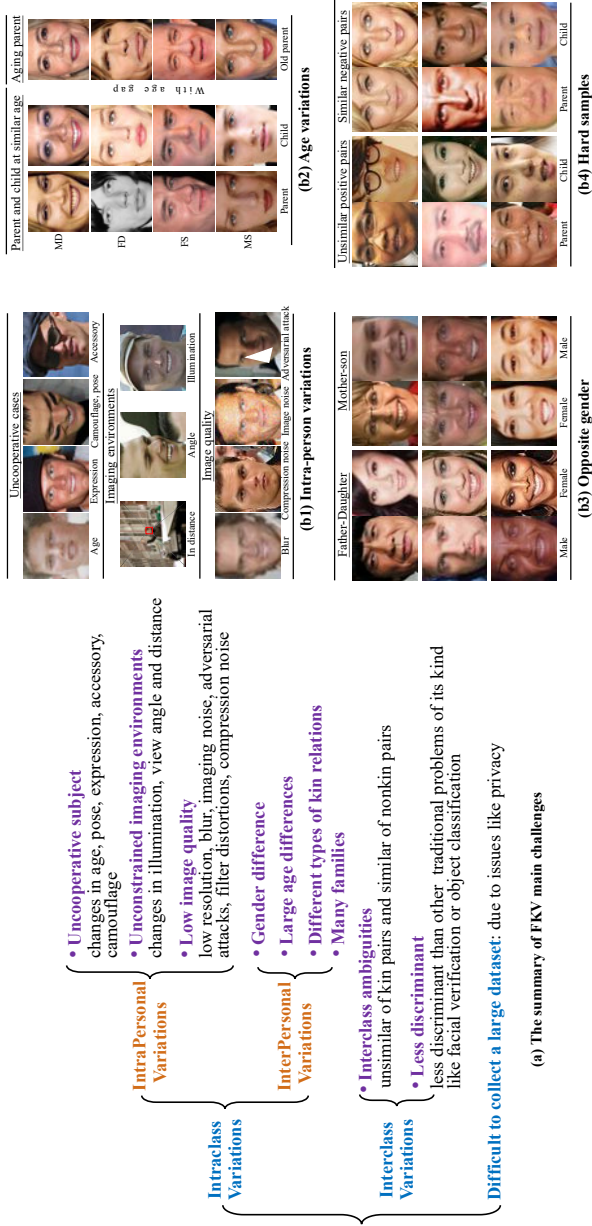 Intraclass
Variations
IntraPersonal
Variations
• Uncooperative subject
changes in age, pose, expression, accessory,
camouflage
• Unconstrained imaging environments
changes in illumination, view angle and distance
• Low image quality
low resolution, blur, imaging noise, adversarial
attacks, filter distortions, compression noise
InterPersonal
Variations
• Gender difference
• Large age differences
• Different types of kin relations
• Many families
Interclass
Variations
• Interclass ambiguities
unsimilar of kin pairs and similar of nonkin pairs
• Less discriminant
less discriminant than other traditional problems of its kind
like facial verification or object classification
Difficult to collect a large dataset: due to issues like privacy
(a) The summary of FKV main challenges
Uncooperative cases
Age Expression Camouflage, pose Accessory
Imaging environments
In distance Angle Illumination
Image quality
Blur Compression noise Image noise Adversarial attack
(b1) Intra-person variations
Parent and child at similar age Aging parent
MD
FD
FS
MS
With age gap
Parent Child Old parent
(b2) Age variations
Father-Daughter Mother-son
Male Female Female Male
(b3) Opposite gender
Unsimilar positive pairs Similar negative pairs
Parent Child Parent Child
(b4) Hard samples